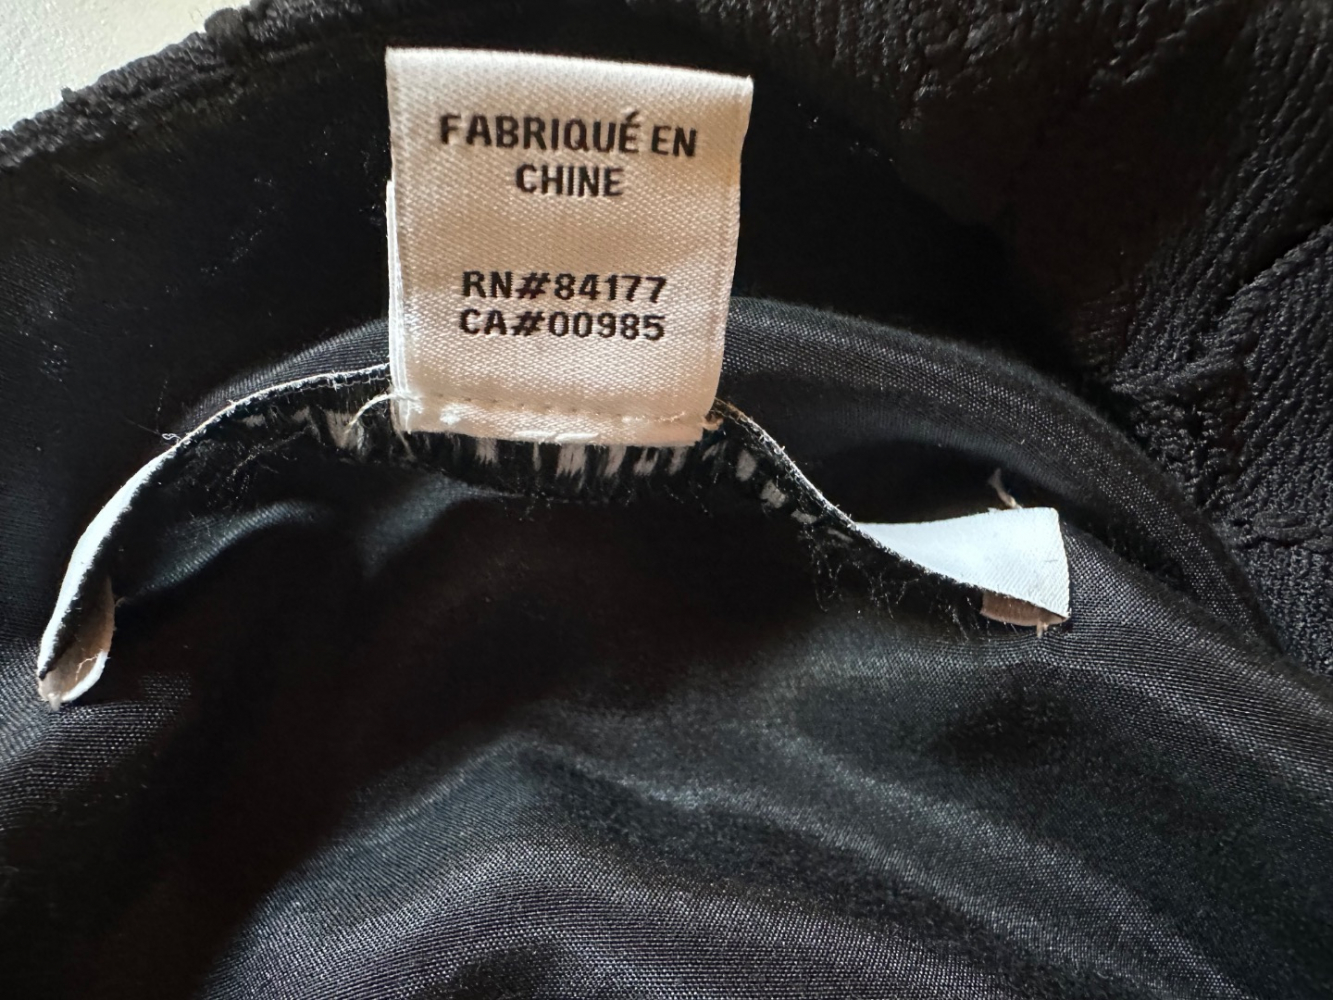 FABRIQUÉ EN
CHINE
RN#84177
CA#00985